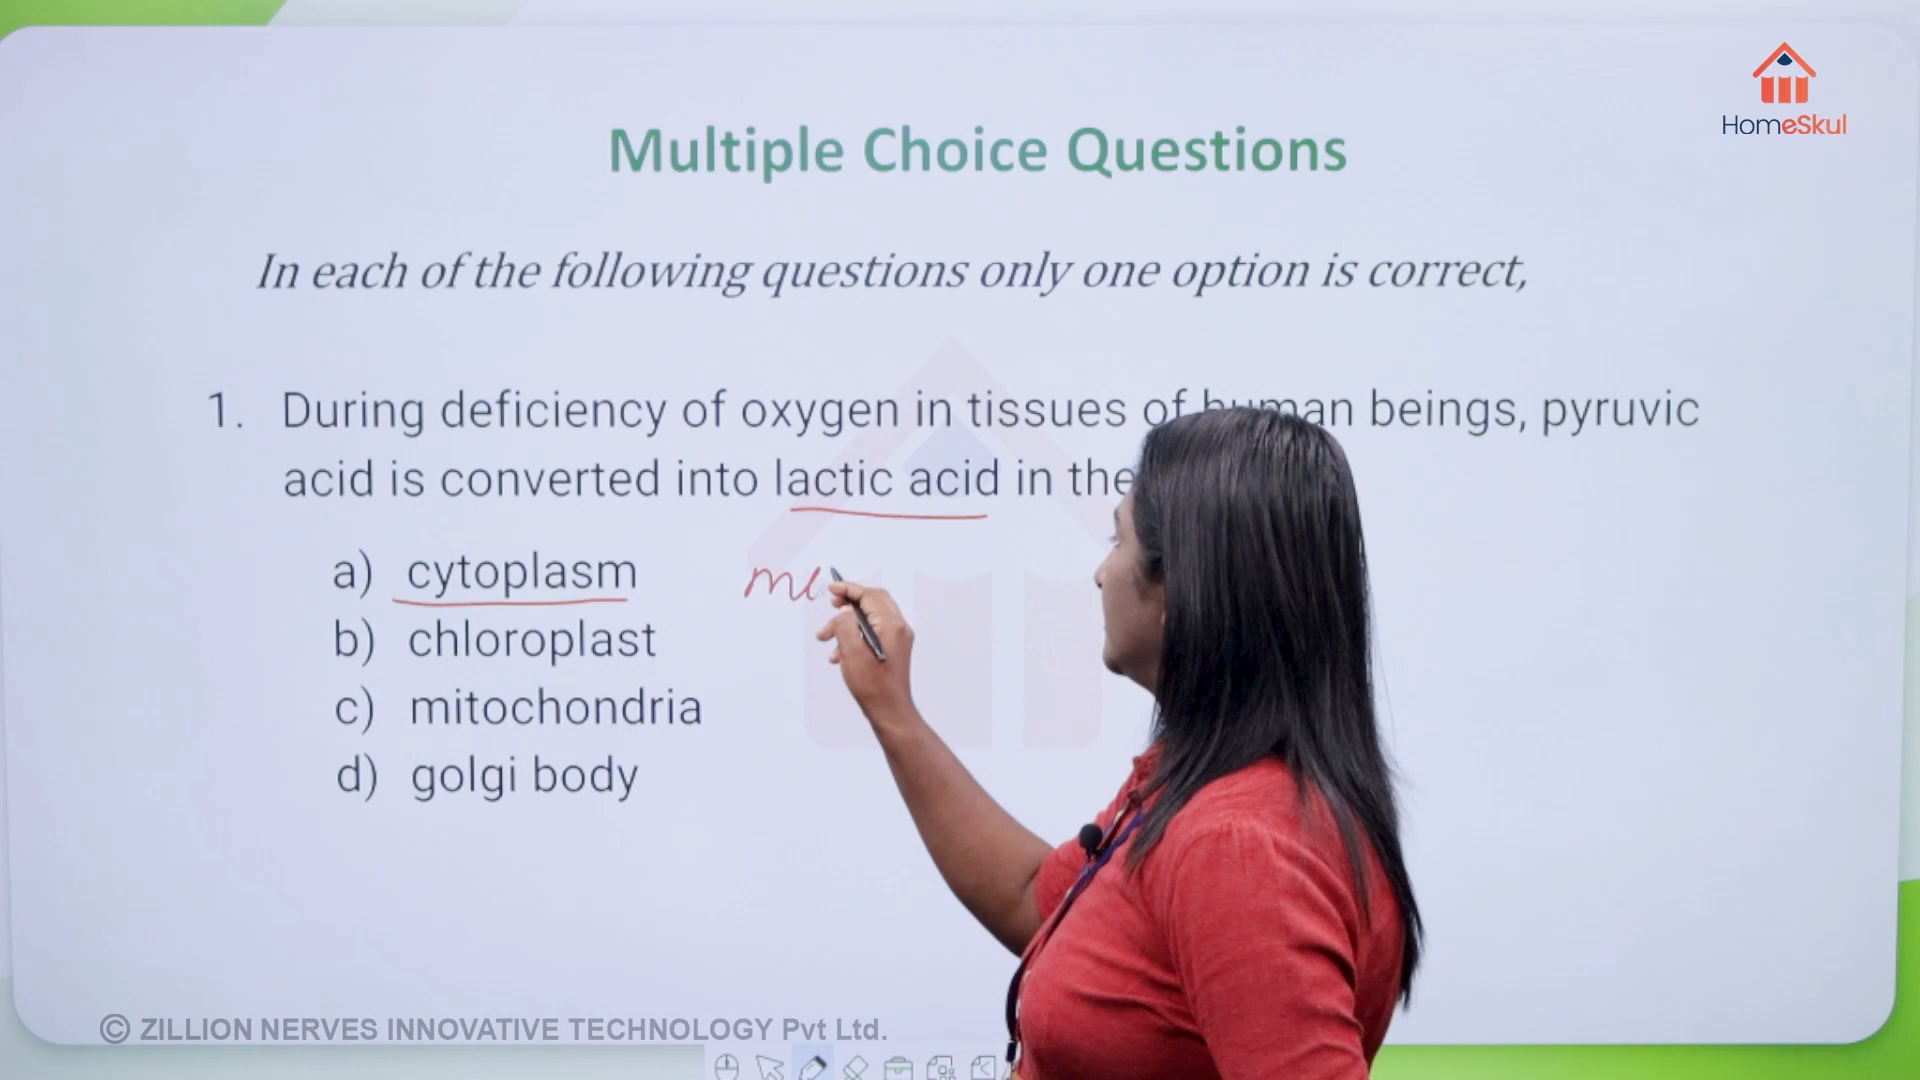 HomeSkul
Multiple Choice Questions
In each of the following questions only one option is correct,
1. During deficiency of oxygen in tissues of human beings, pyruvic
acid is converted into lactic acid in the
a) cytoplasm
b) chloroplast
c) mitochondria
d) golgi body
© ZILLION NERVES INNOVATIVE TECHNOLOGY Pvt Ltd.